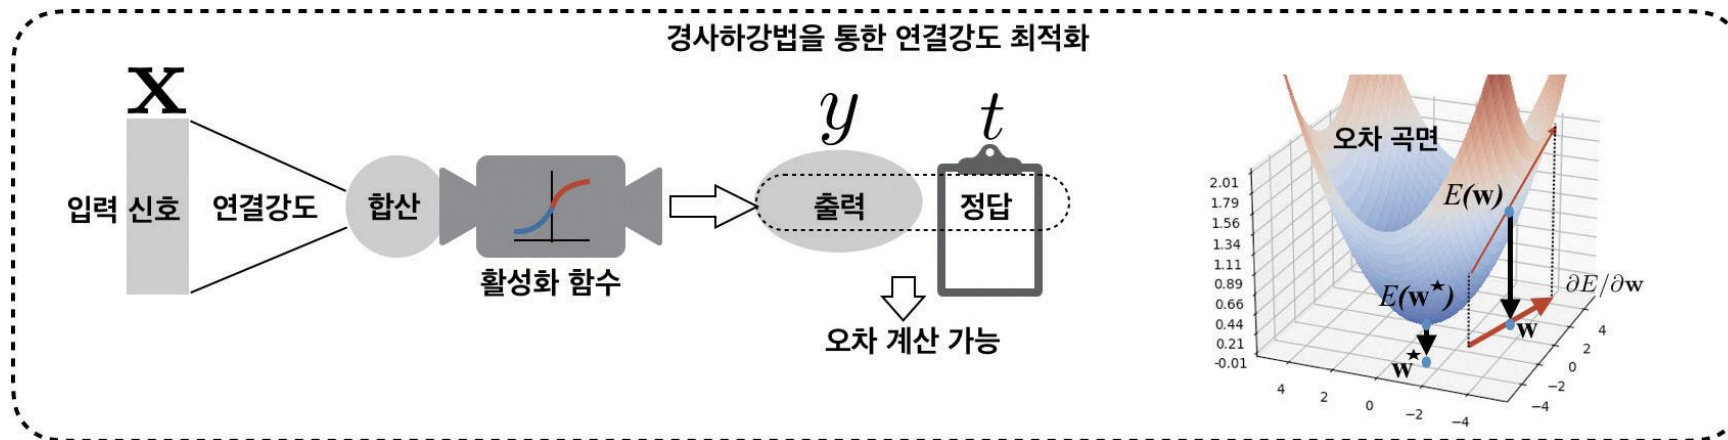 경사하강법을 통한 연결강도 최적화
x
입력 신호
연결강도
합산
활성화 함수
y
출력
t
정답
오차 계산 가능
오차 곡면
E(w)
E(w★)
∂E/∂w
w
w★
2.01
1.79
1.56
1.34
1.11
0.89
0.66
0.44
0.21
-0.01
4
2
0
−2
−4
4
2
0
−2
−4